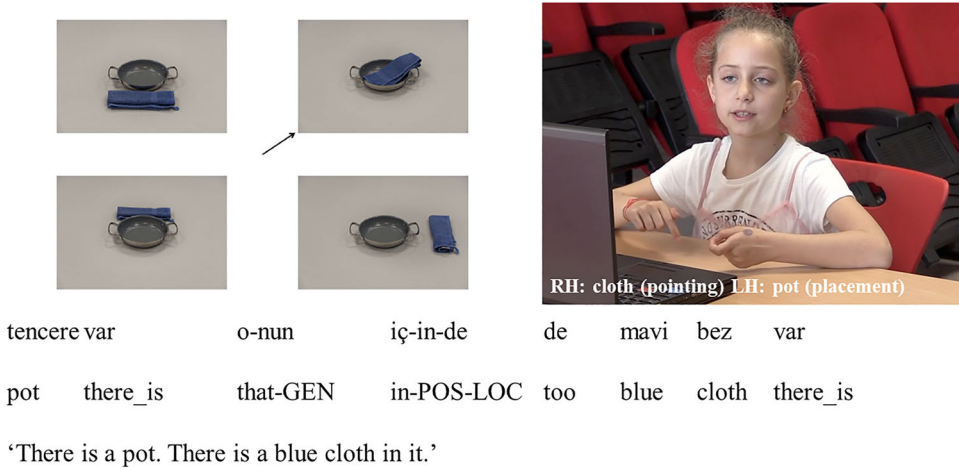 RH: cloth (pointing) LH: pot (placement)
tencere var o-nun iç-in-de de mavi bez var
pot there_is that-GEN in-POS-LOC too blue cloth there_is
‘There is a pot. There is a blue cloth in it.’